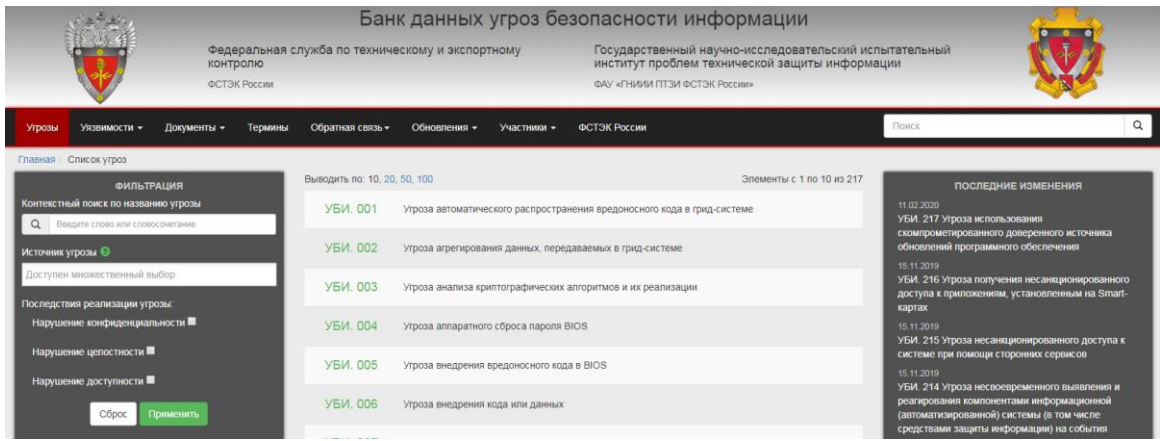 Банк данных угроз безопасности информации
Федеральная служба по техническому и экспортному
контролю
ФСТЭК России
Государственный научно-исследовательский испытательный
институт проблем технической защиты информации
ФАУ «ГНИИИ ПТЗИ ФСТЭК России»
Угрозы Уязвимости Документы Термины Обратная связь Обновления Участники ФСТЭК России Поиск
Главная / Список угроз
ФИЛЬТРАЦИЯ
Контекстный поиск по названию угрозы
Введите слово или словосочетание
Источник угрозы
Доступен множественный выбор
Последствия реализации угрозы:
Нарушение конфиденциальности
Нарушение целостности
Нарушение доступности
Сброс Применить
Выводить по: 10, 20, 50, 100 Элементы с 1 по 10 из 217
УБИ. 001 Угроза автоматического распространения вредоносного кода в грид-системе
УБИ. 002 Угроза агрегирования данных, передаваемых в грид-системе
УБИ. 003 Угроза анализа криптографических алгоритмов и их реализации
УБИ. 004 Угроза аппаратного сброса пароля BIOS
УБИ. 005 Угроза внедрения вредоносного кода в BIOS
УБИ. 006 Угроза внедрения кода или данных
ПОСЛЕДНИЕ ИЗМЕНЕНИЯ
11.02.2020
УБИ. 217 Угроза использования
скомпрометированного доверенного источника
обновлений программного обеспечения
15.11.2019
УБИ. 216 Угроза получения несанкционированного
доступа к приложениям, установленным на Smart-
картах
15.11.2019
УБИ. 215 Угроза несанкционированного доступа к
системе при помощи сторонних сервисов
15.11.2019
УБИ. 214 Угроза несвоевременного выявления и
реагирования компонентами информационной
(автоматизированной) системы (в том числе
средствами защиты информации) на события